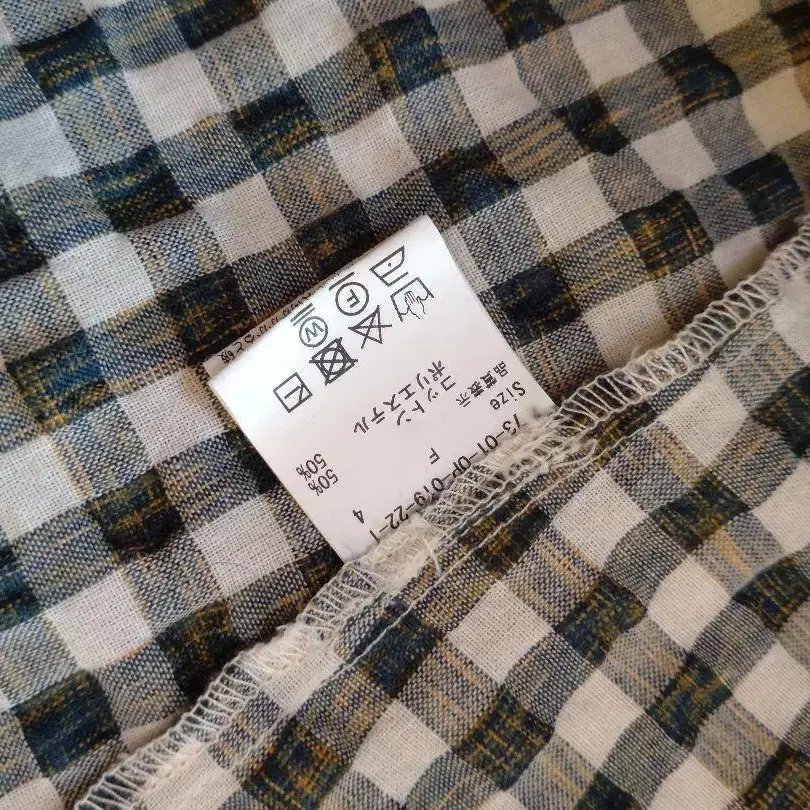 73-01-OP-019-22-1
Size F 4
品質表示
コットン 50%
ポリエステル 50%
F
W